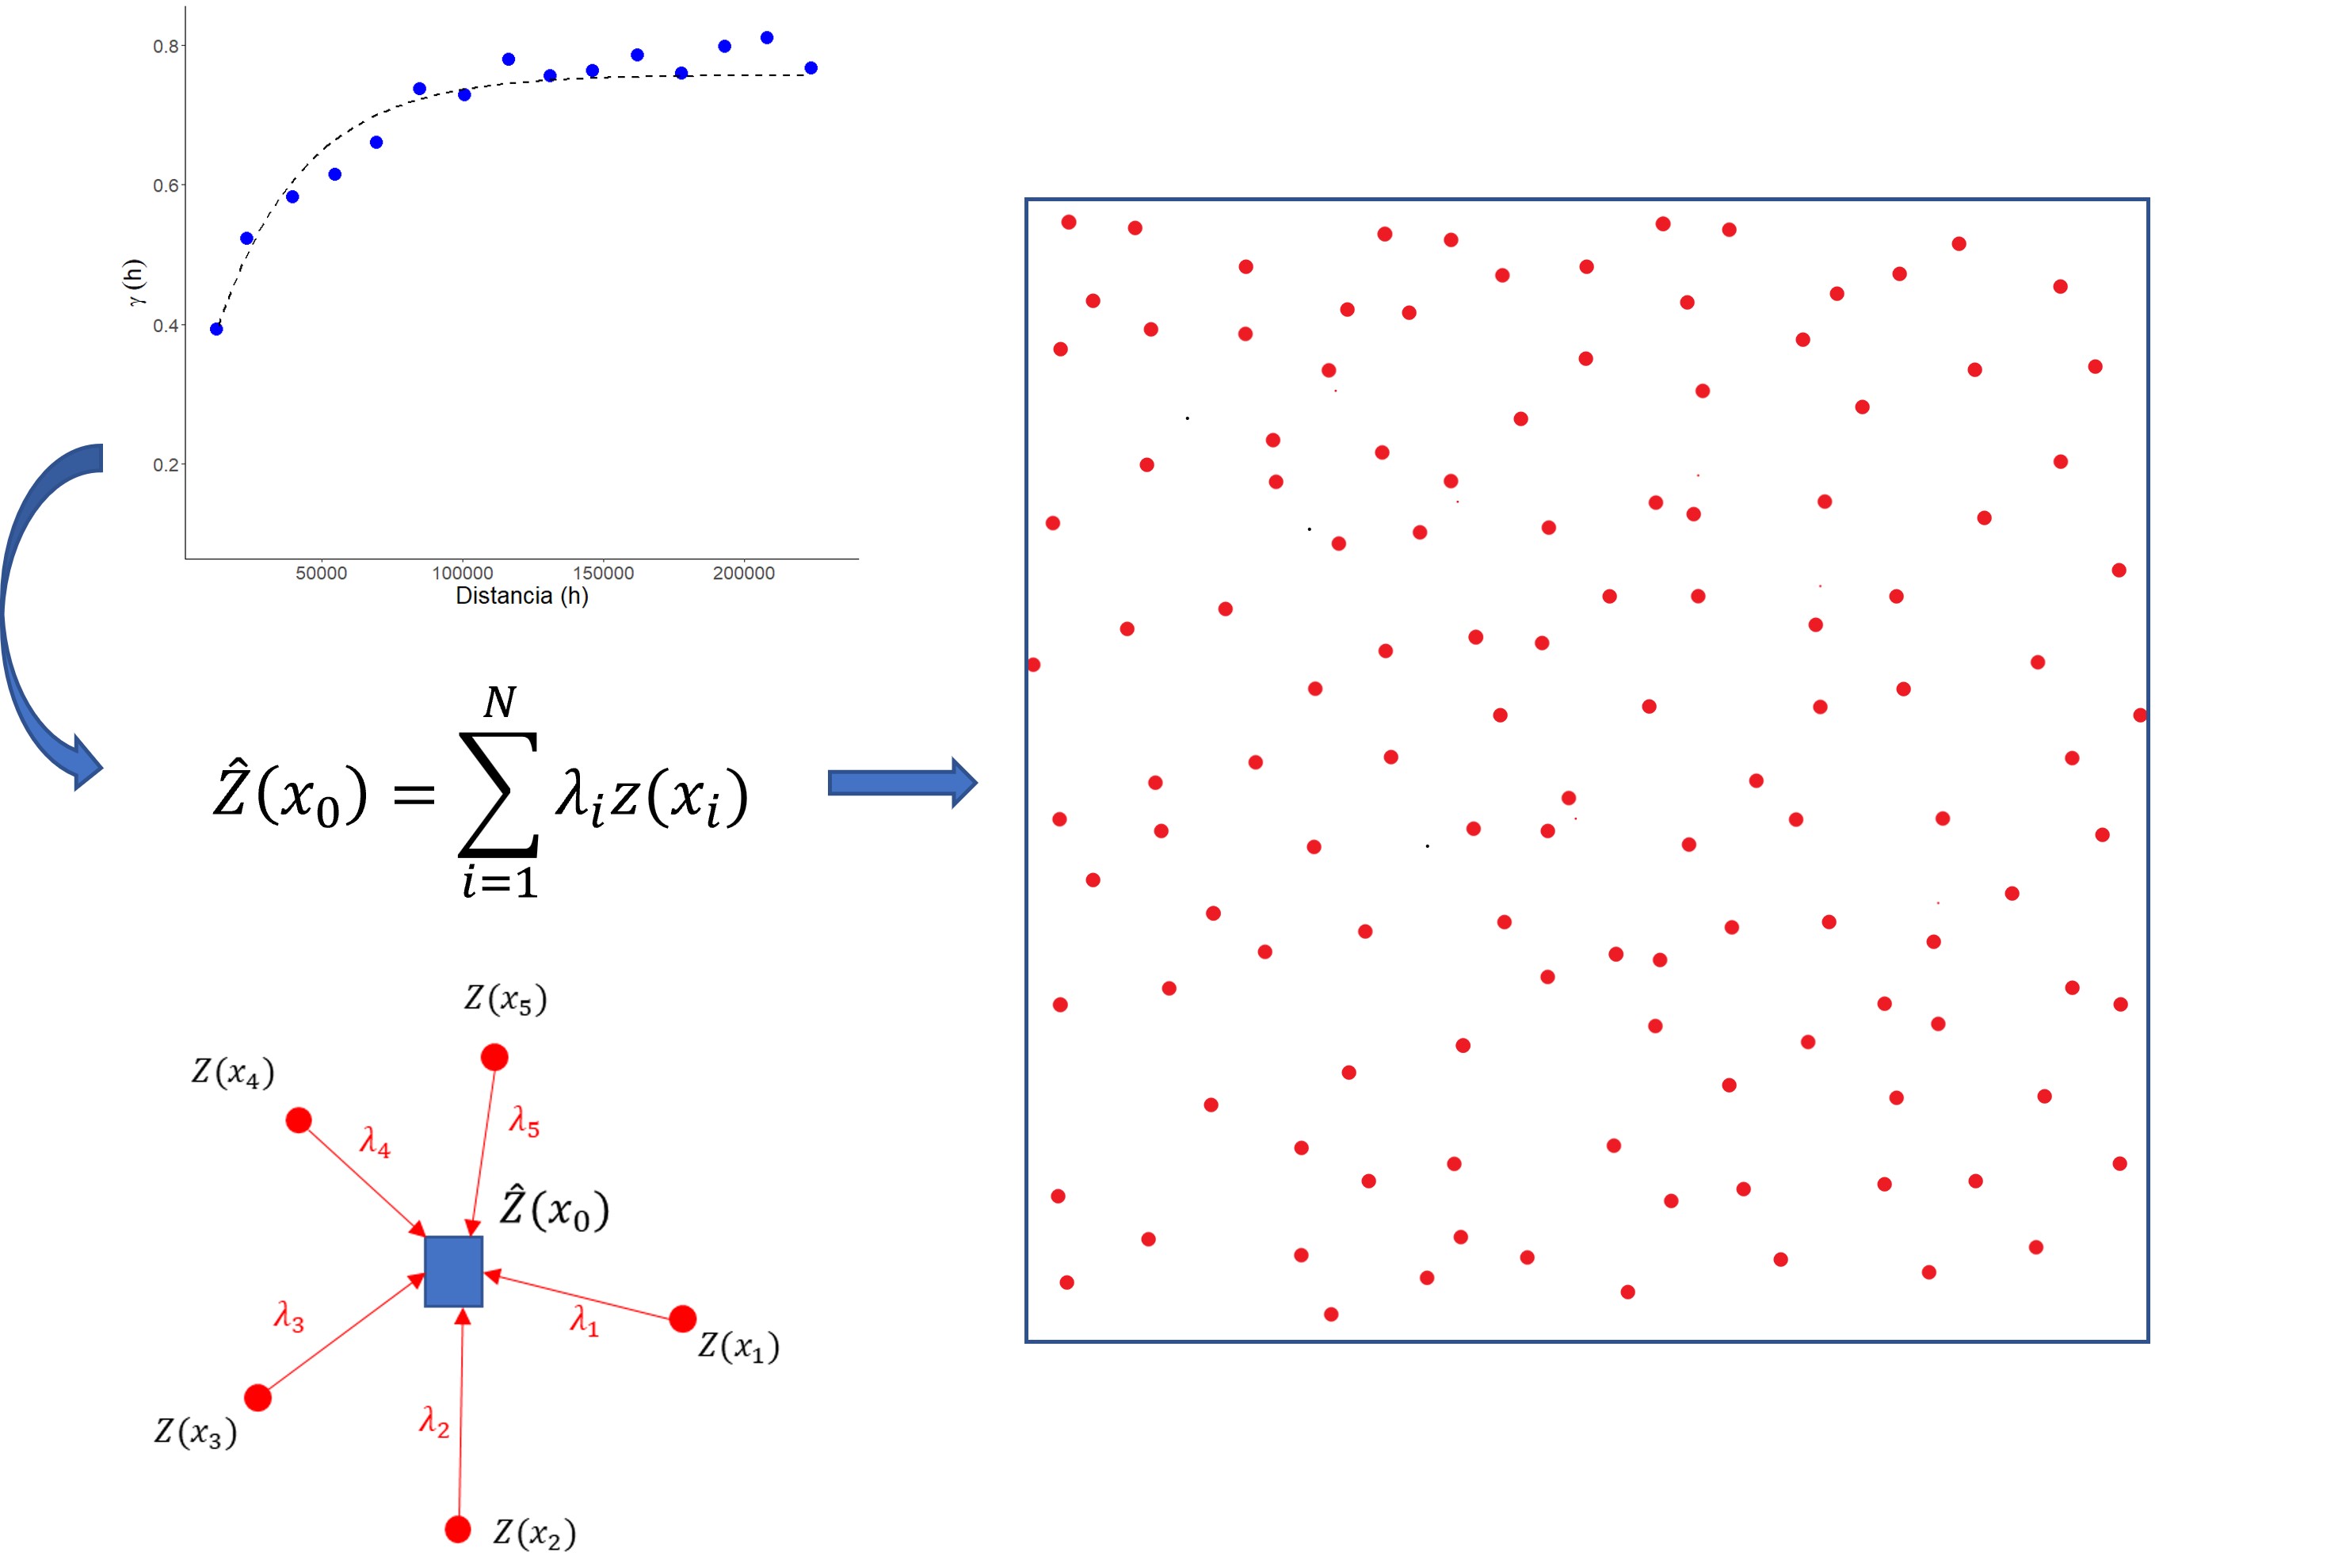 0.8
0.6
0.4
0.2
γ (h)
50000 100000 150000 200000
Distancia (h)
N
Ẑ(x₀) = ∑ λᵢz(xᵢ)
i=1
Z(x₅)
Z(x₄)
λ₅
λ₄
Ẑ(x₀)
λ₃
λ₁
Z(x₁)
λ₂
Z(x₃)
Z(x₂)